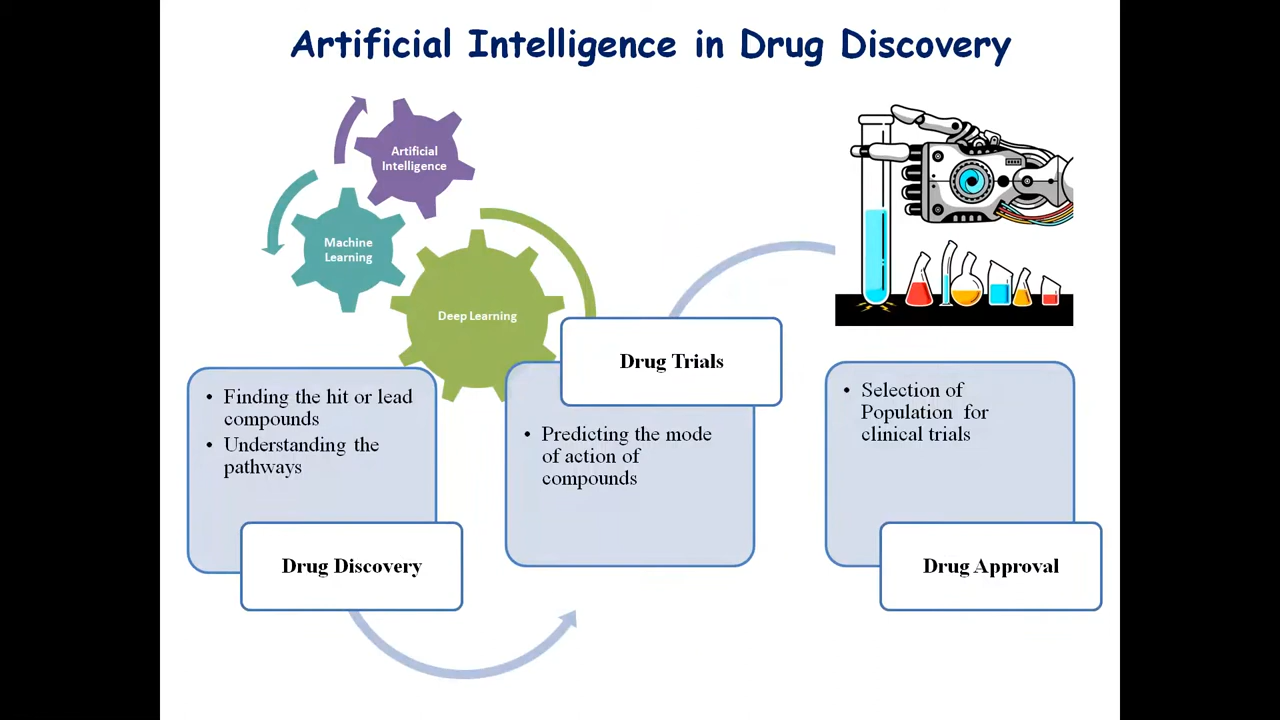 Artificial Intelligence in Drug Discovery
Artificial
Intelligence
Machine
Learning
Deep Learning
• Finding the hit or lead
compounds
• Understanding the
pathways
Drug Discovery
Drug Trials
• Predicting the mode
of action of
compounds
• Selection of
Population for
clinical trials
Drug Approval